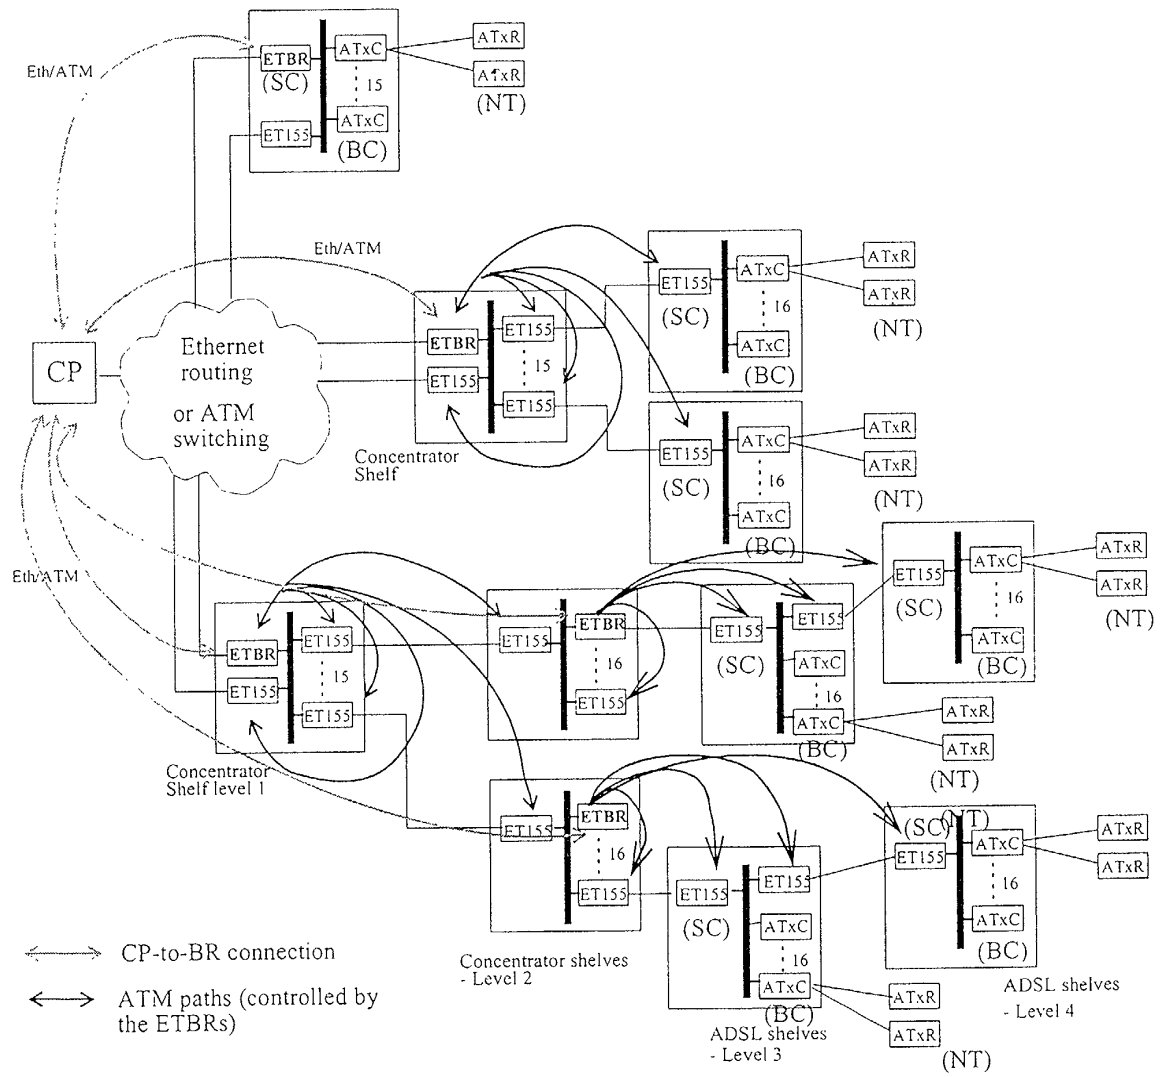 Eth/ATM
ETBR
(SC)
ET155
ATxC
15
ATxC
(BC)
ATxR
ATxR
(NT)
Eth/ATM
CP
Ethernet
routing
or ATM
switching
ETBR
ET155
ET155
15
ET155
Concentrator
Shelf
ET155
(SC)
ATxC
16
ATxC
(BC)
ATxR
ATxR
(NT)
ET155
(SC)
ATxC
16
ATxC
(BC)
ATxR
ATxR
(NT)
Eth/ATM
ETBR
ET155
ET155
15
ET155
Concentrator
Shelf level 1
ET155
ETBR
16
ET155
ET155
(SC)
ET155
ATxC
16
ATxC
(BC)
ATxR
ATxR
(NT)
ET155
(SC)
ATxC
16
ATxC
(BC)
ATxR
ATxR
(NT)
ET155
ETBR
16
ET155
Concentrator shelves
- Level 2
ET155
(SC)
ET155
ATxC
16
ATxC
(BC)
ATxR
ATxR
(NT)
ADSL shelves
- Level 3
(SC)
(NT)
ET155
ATxC
16
ATxC
(BC)
ATxR
ATxR
ADSL shelves
- Level 4
CP-to-BR connection
ATM paths (controlled by
the ETBRs)